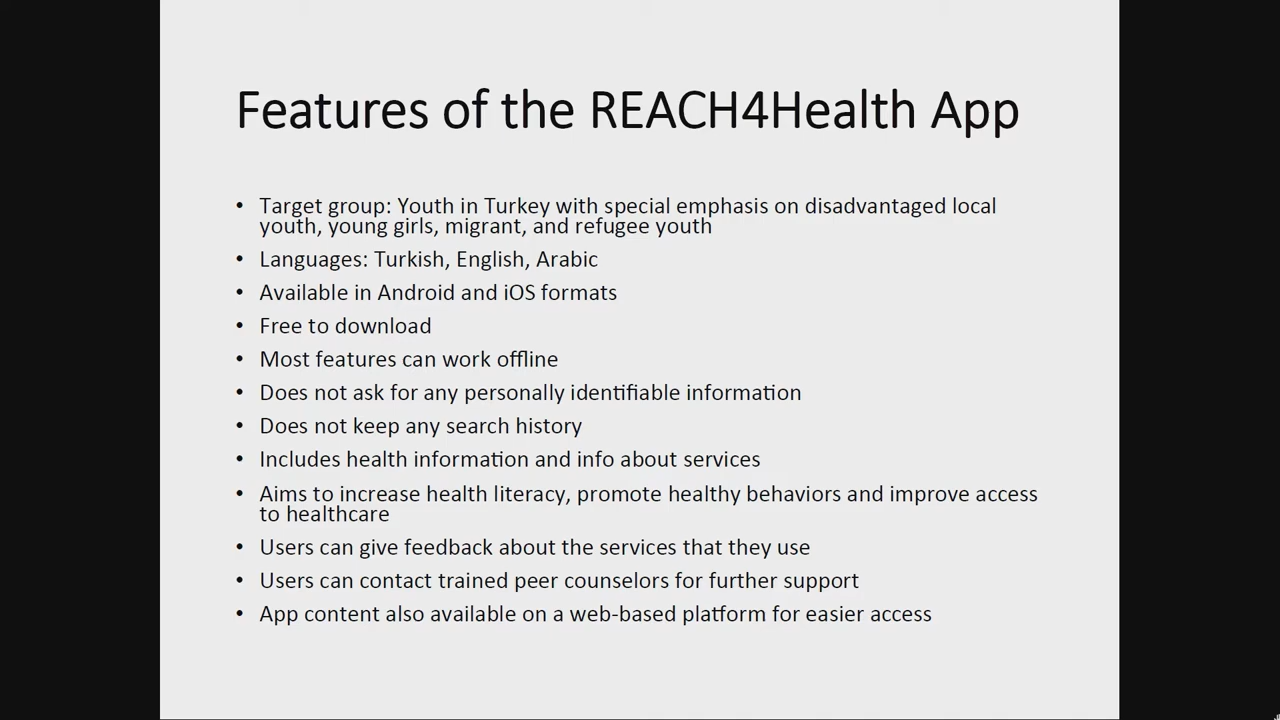 Features of the REACH4Health App
• Target group: Youth in Turkey with special emphasis on disadvantaged local
youth, young girls, migrant, and refugee youth
• Languages: Turkish, English, Arabic
• Available in Android and iOS formats
• Free to download
• Most features can work offline
• Does not ask for any personally identifiable information
• Does not keep any search history
• Includes health information and info about services
• Aims to increase health literacy, promote healthy behaviors and improve access
to healthcare
• Users can give feedback about the services that they use
• Users can contact trained peer counselors for further support
• App content also available on a web-based platform for easier access